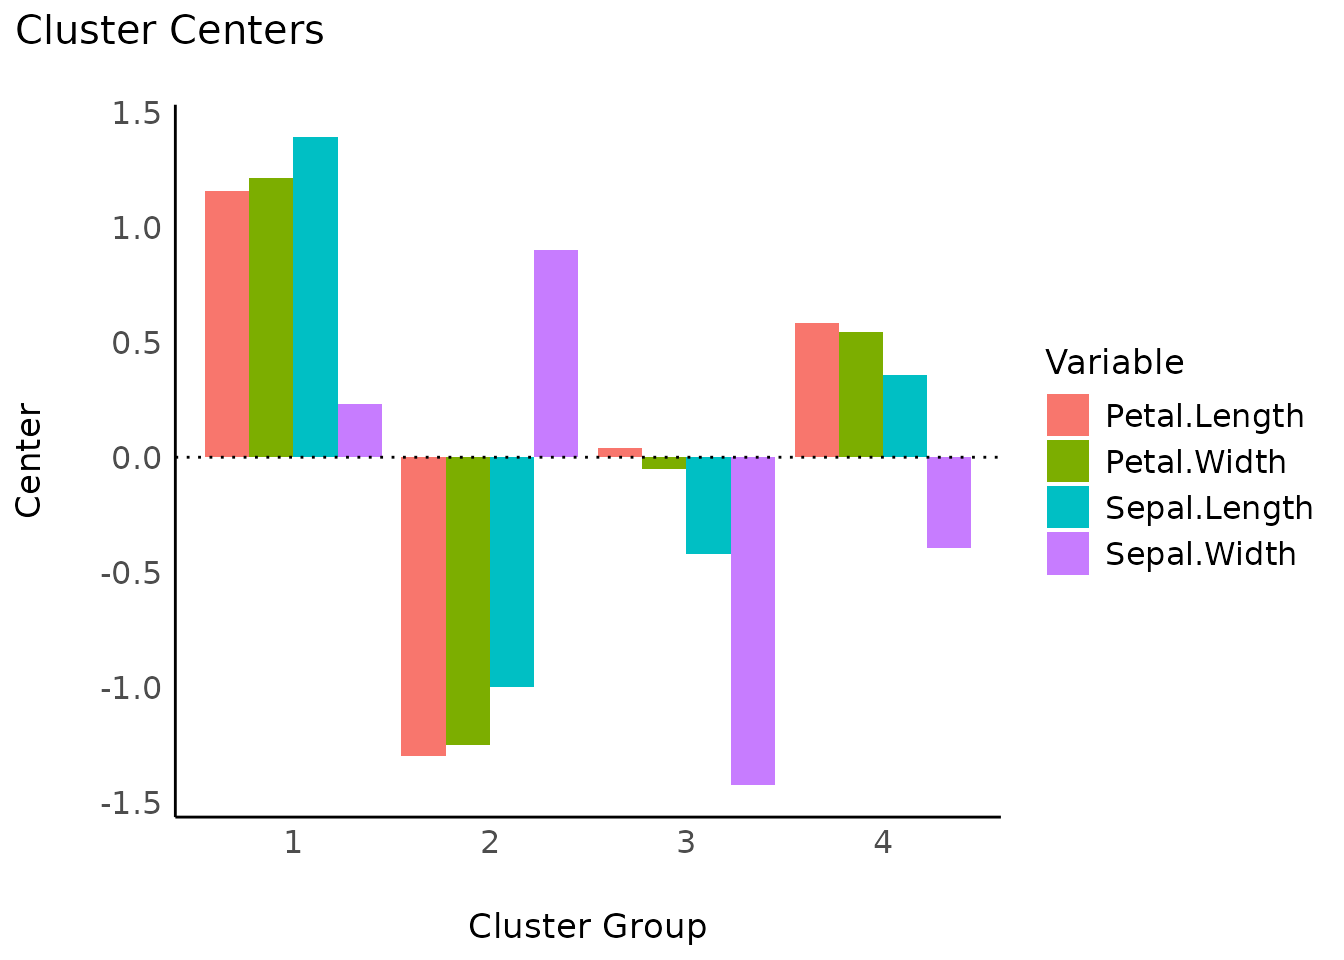 Cluster Centers
1.5
1.0
0.5
0.0
-0.5
-1.0
-1.5
Center
1 2 3 4
Cluster Group
Variable
Petal.Length
Petal.Width
Sepal.Length
Sepal.Width